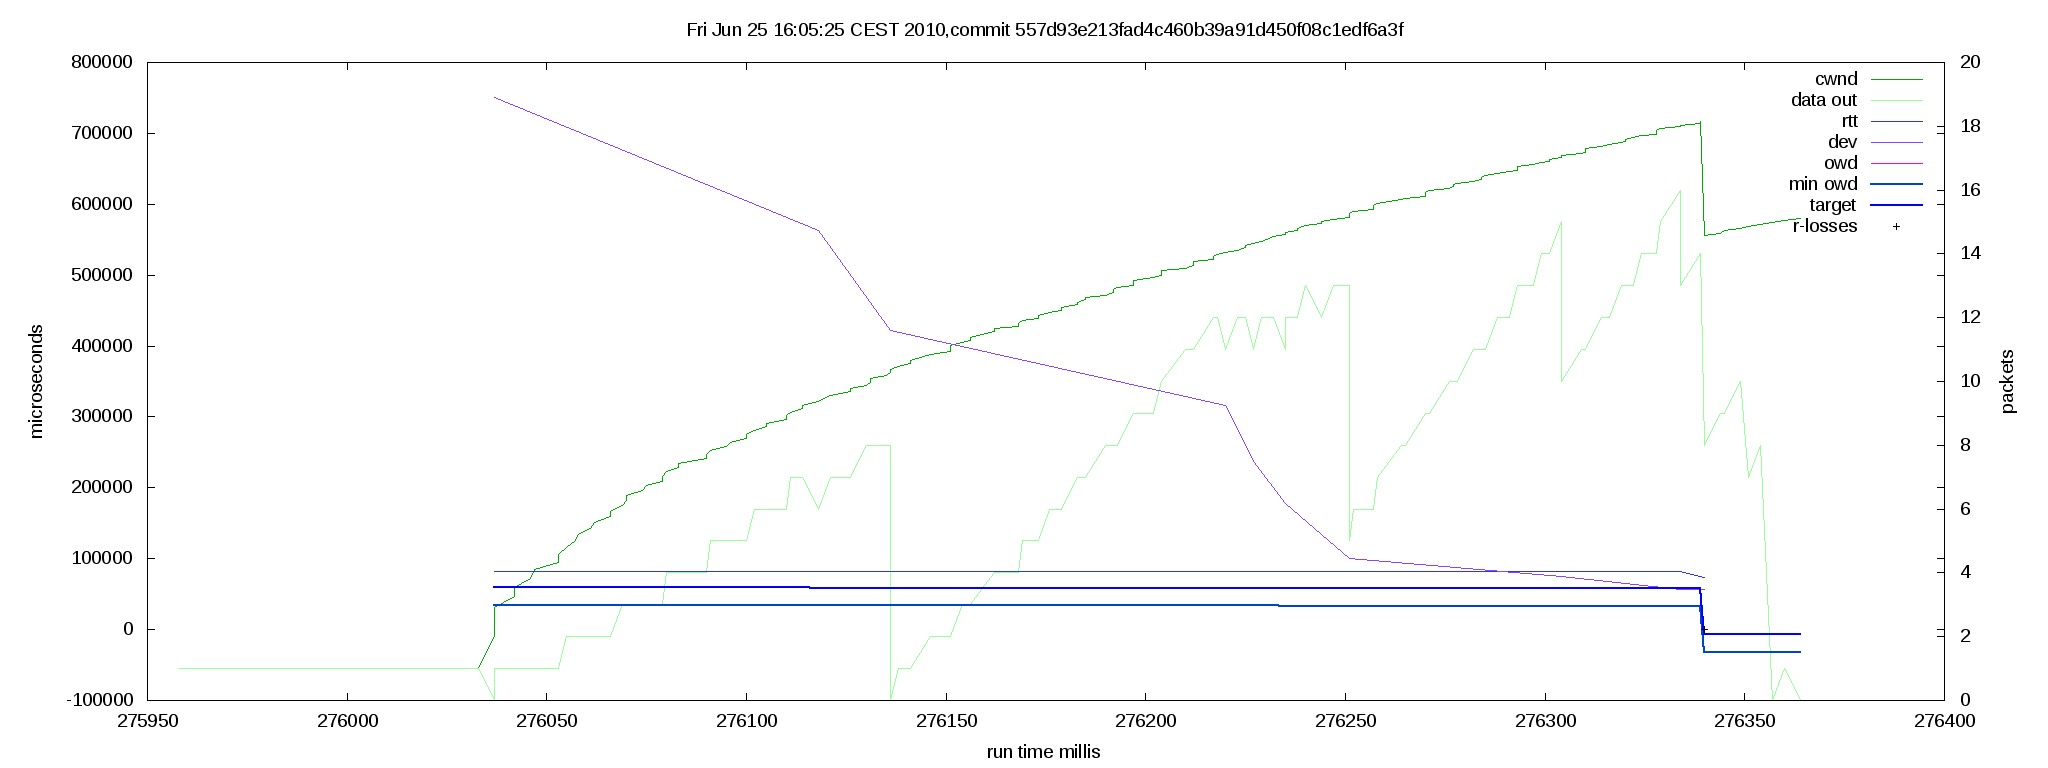 Fri Jun 25 16:05:25 CEST 2010,commit 557d93e213fad4c460b39a91d450f08c1edf6a3f
800000
700000
600000
500000
400000
300000
200000
100000
0
-100000
microseconds
20
18
16
14
12
10
8
6
4
2
0
packets
cwnd
data out
rtt
dev
owd
min owd
target
r-losses
275950 276000 276050 276100 276150 276200 276250 276300 276350 276400
run time millis